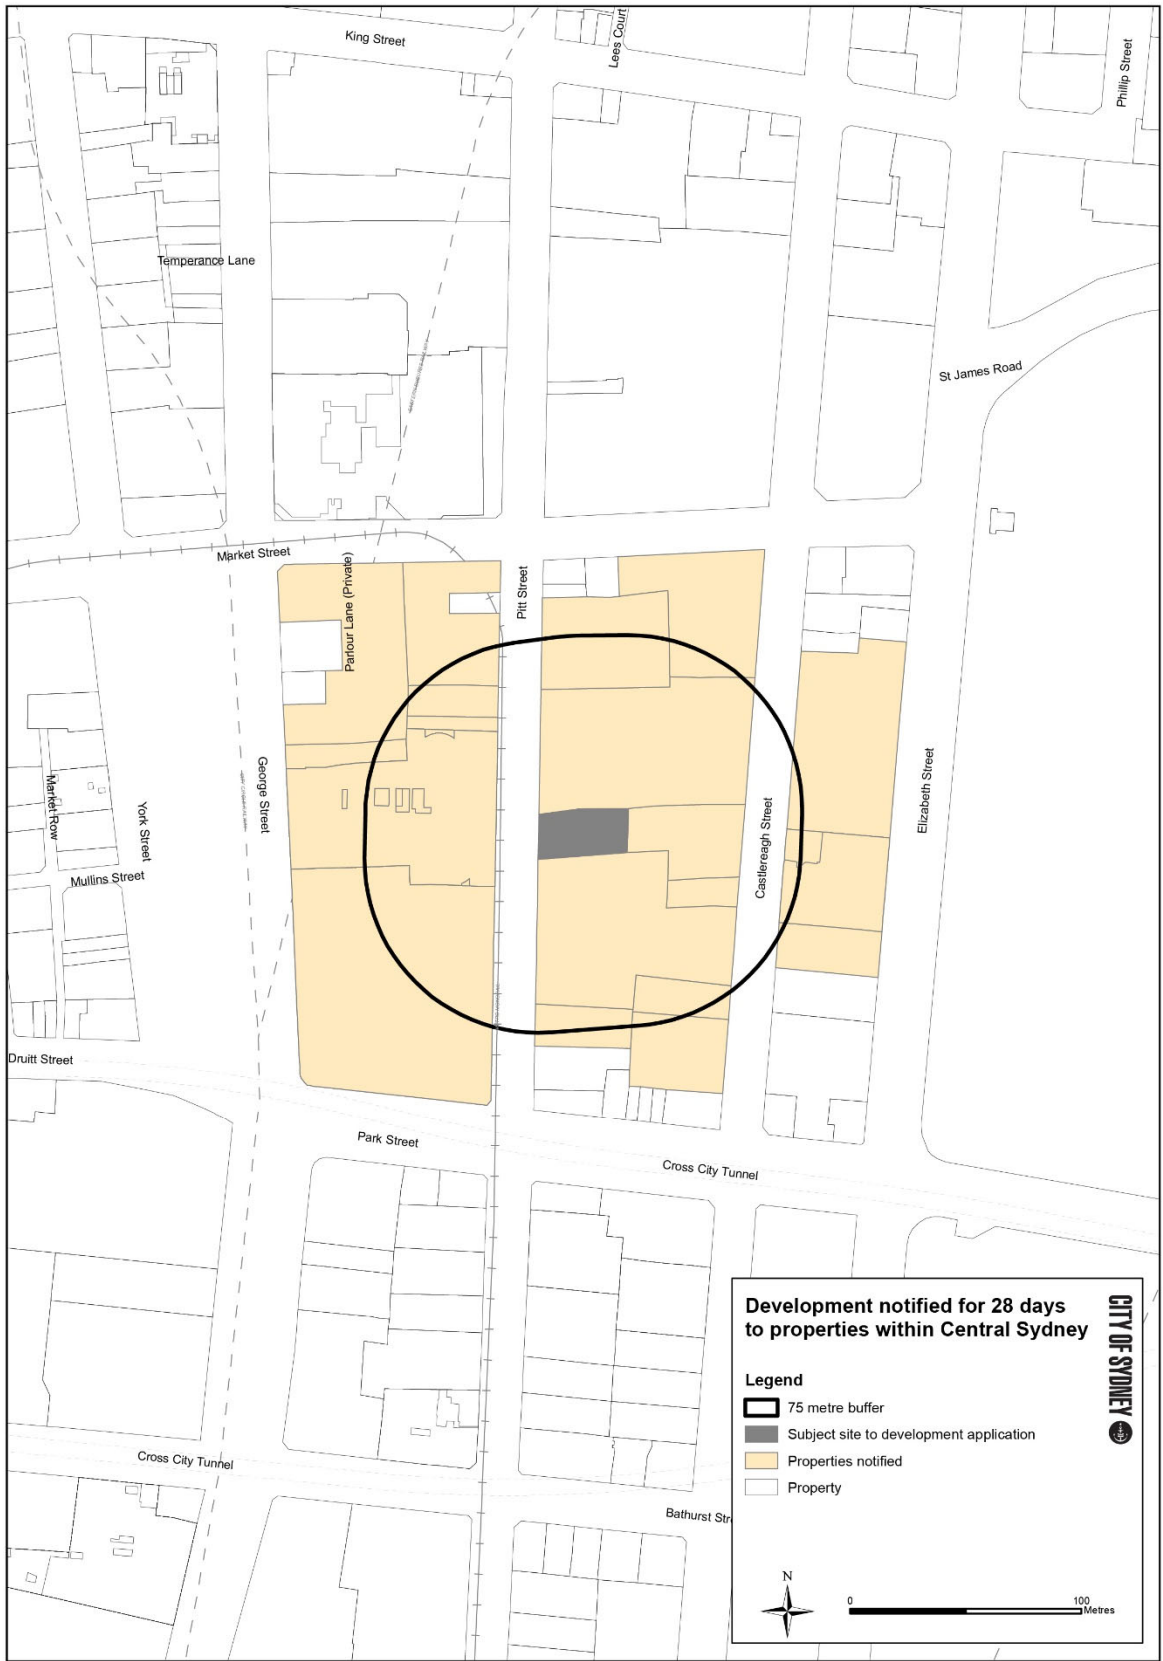 King Street
Lees Court
Phillip Street
Temperance Lane
St James Road
Market Street
Parlour Lane (Private)
Pitt Street
George Street
Market Row
York Street
Mullins Street
Castlereagh Street
Elizabeth Street
Druitt Street
Park Street
Cross City Tunnel
Cross City Tunnel
Bathurst Str
Development notified for 28 days
to properties within Central Sydney
CITY OF SYDNEY
Legend
75 metre buffer
Subject site to development application
Properties notified
Property
N
0
100
Metres